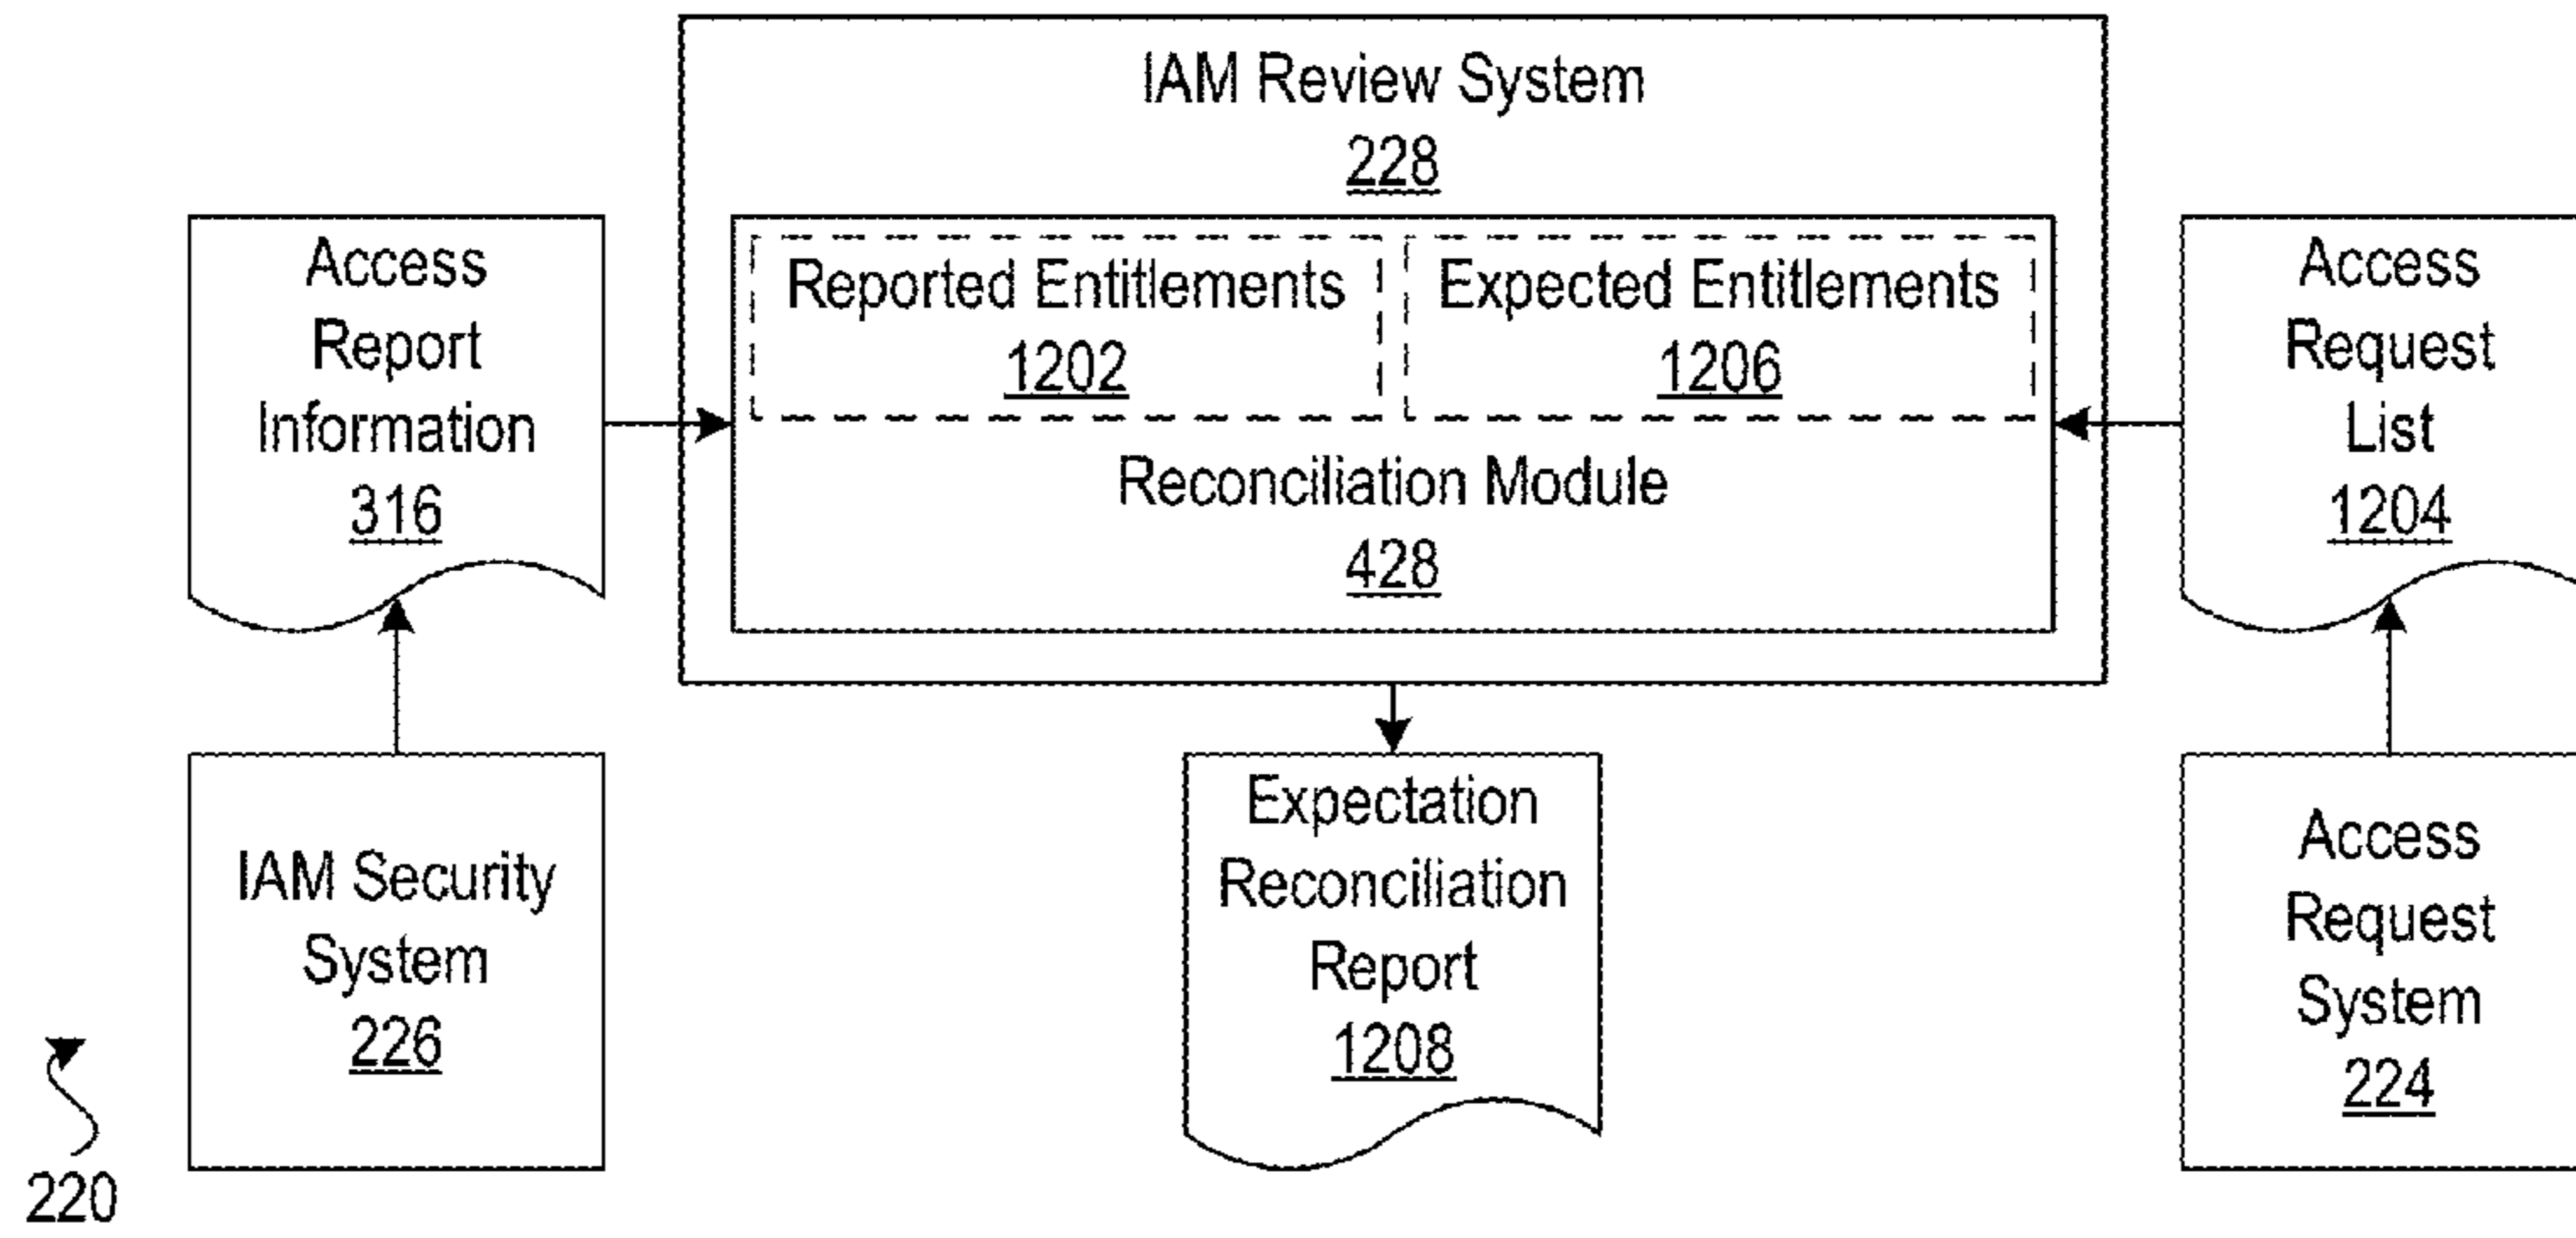 IAM Review System
228
Access
Report
Information
316
Reported Entitlements
1202
Expected Entitlements
1206
Reconciliation Module
428
Access
Request
List
1204
IAM Security
System
226
Expectation
Reconciliation
Report
1208
Access
Request
System
224
220